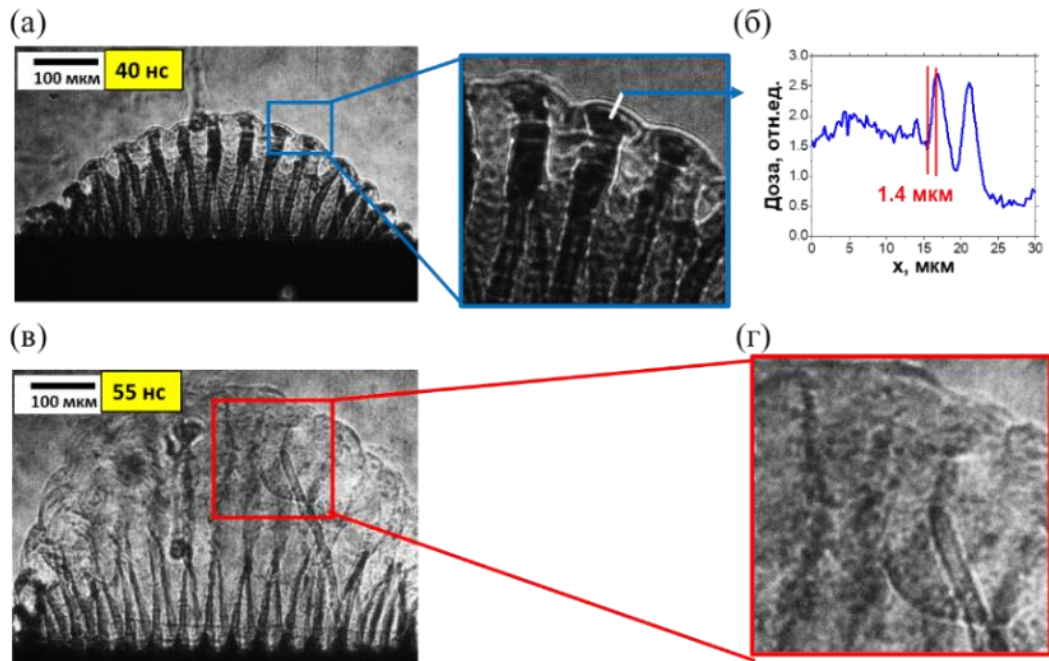 (а)
40 нс
100 мкм
(б)
3.0
2.5
2.0
1.5
1.0
0.5
0.0
Доза, отн.ед.
1.4 мкм
0 5 10 15 20 25 30
х, мкм
(в)
55 нс
100 мкм
(г)